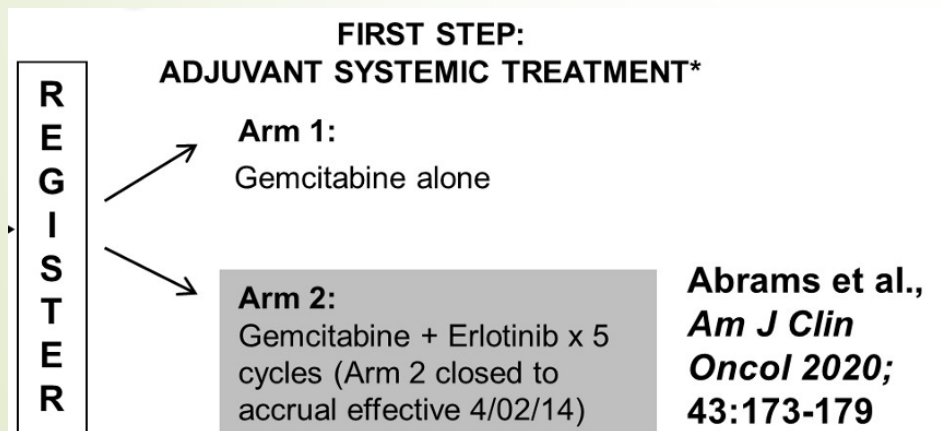 FIRST STEP:
ADJUVANT SYSTEMIC TREATMENT*
R
E
G
I
S
T
E
R
Arm 1:
Gemcitabine alone
Arm 2:
Gemcitabine + Erlotinib x 5
cycles (Arm 2 closed to
accrual effective 4/02/14)
Abrams et al.,
Am J Clin
Oncol 2020;
43:173-179